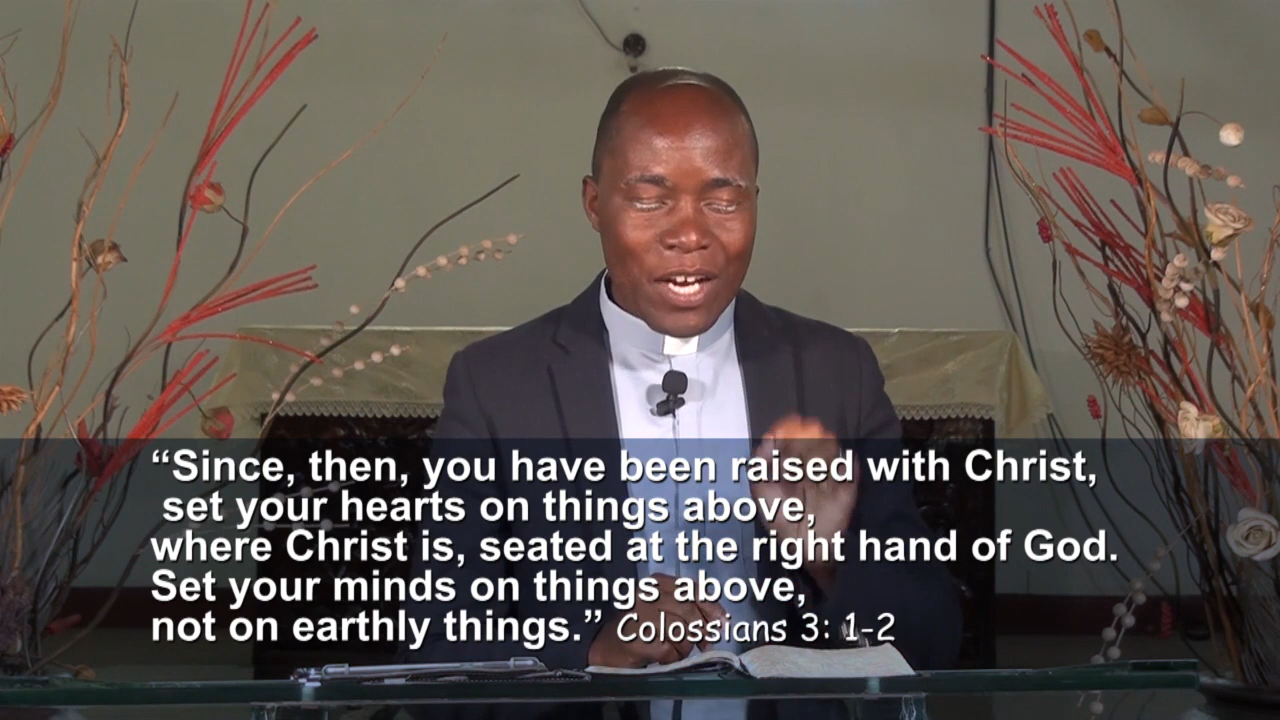 “Since, then, you have been raised with Christ,
set your hearts on things above,
where Christ is, seated at the right hand of God.
Set your minds on things above,
not on earthly things.” Colossians 3: 1-2